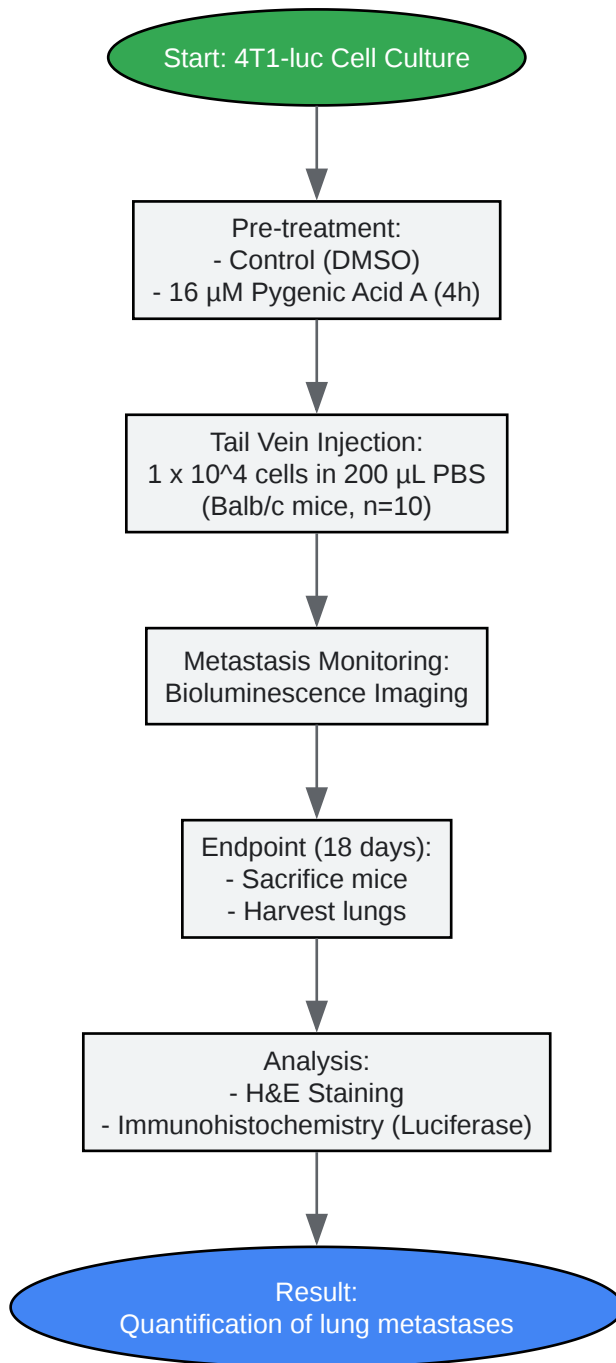 Start: 4T1-luc Cell Culture
Pre-treatment:
- Control (DMSO)
- 16 µM Pygenic Acid A (4h)
Tail Vein Injection:
1 x 10^4 cells in 200 µL PBS
(Balb/c mice, n=10)
Metastasis Monitoring:
Bioluminescence Imaging
Endpoint (18 days):
- Sacrifice mice
- Harvest lungs
Analysis:
- H&E Staining
- Immunohistochemistry (Luciferase)
Result:
Quantification of lung metastases